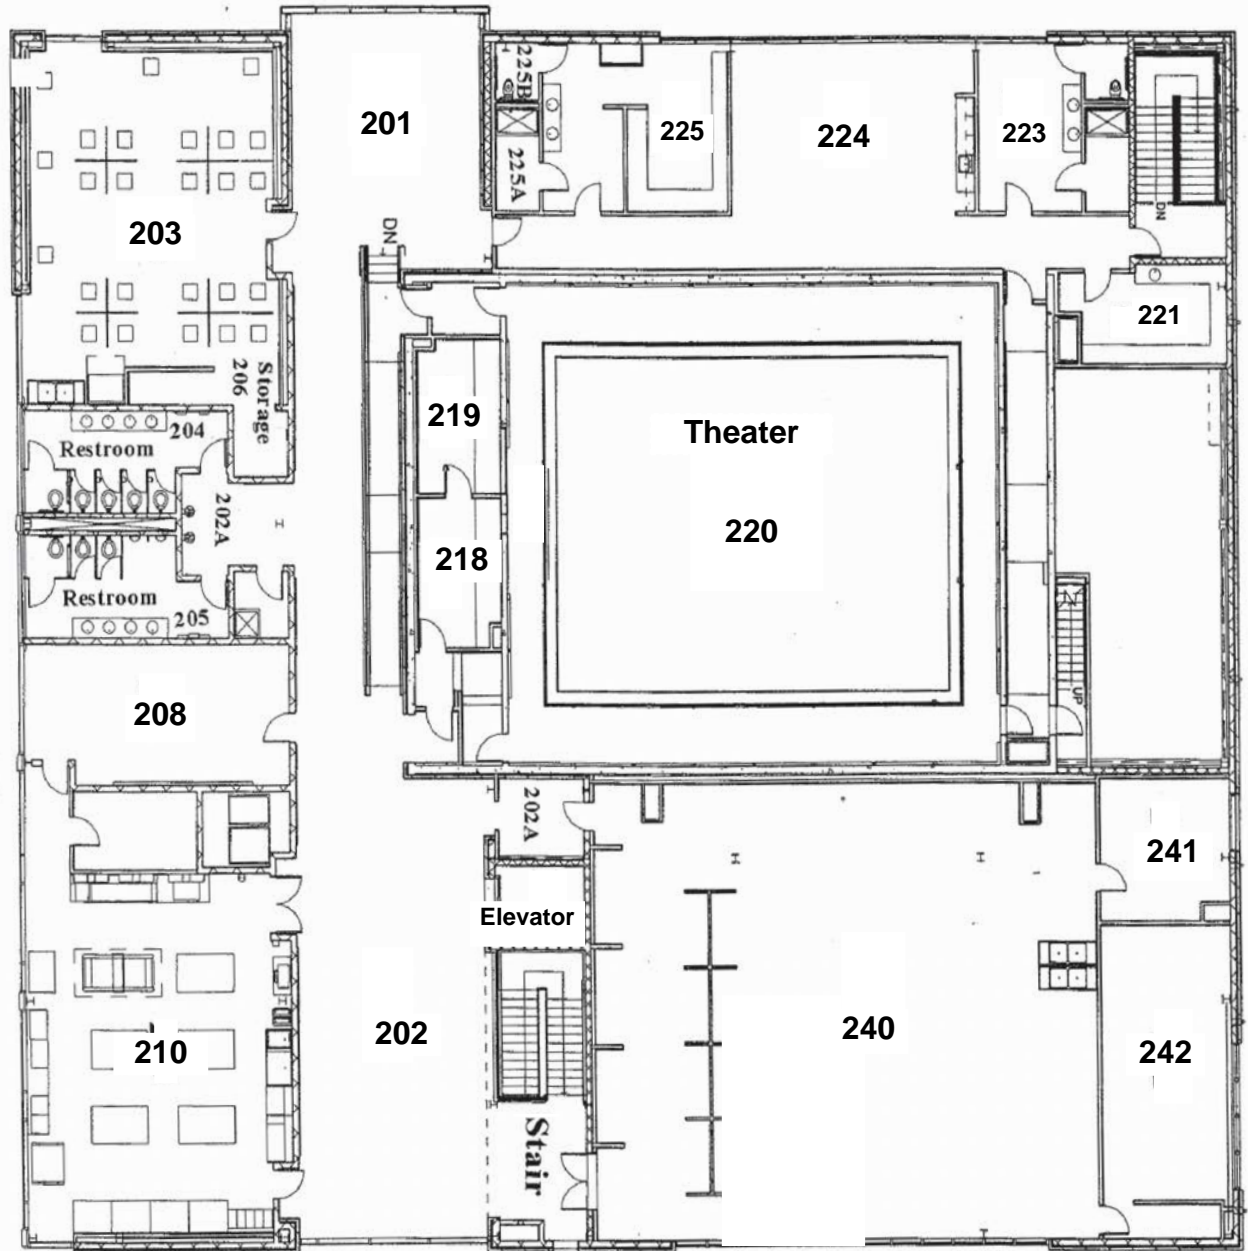 201
225B
225
224
223
225A
DN
DN
203
221
Storage
206
219
Theater
204
Restroom
202A
220
218
Restroom
205
UP
208
202A
241
Elevator
202
240
210
242
Stair